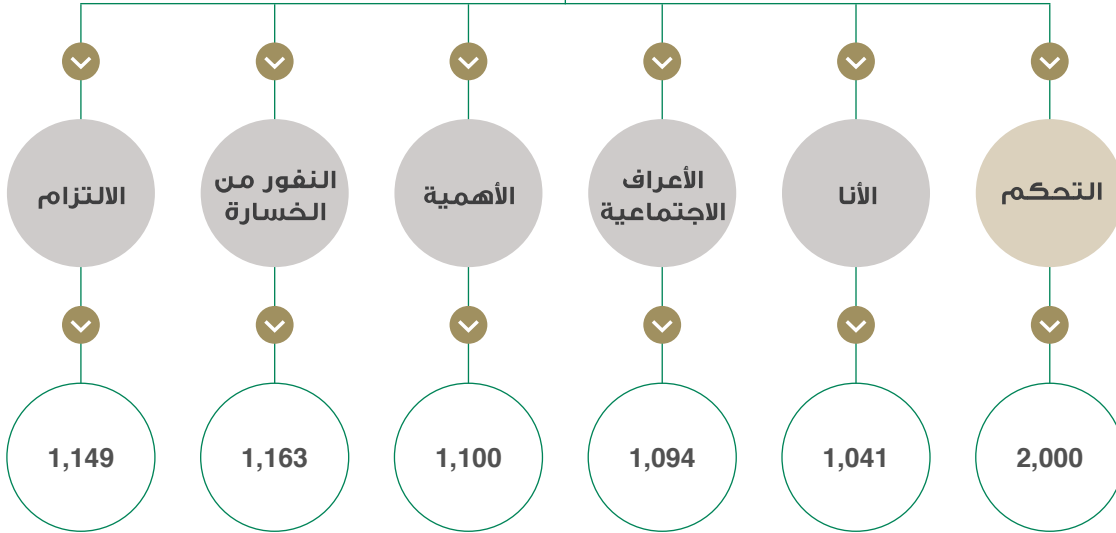 التحكم
الأنا
الأعراف
الاجتماعية
الأهمية
النفور من
الخسارة
الالتزام
2,000
1,041
1,094
1,100
1,163
1,149